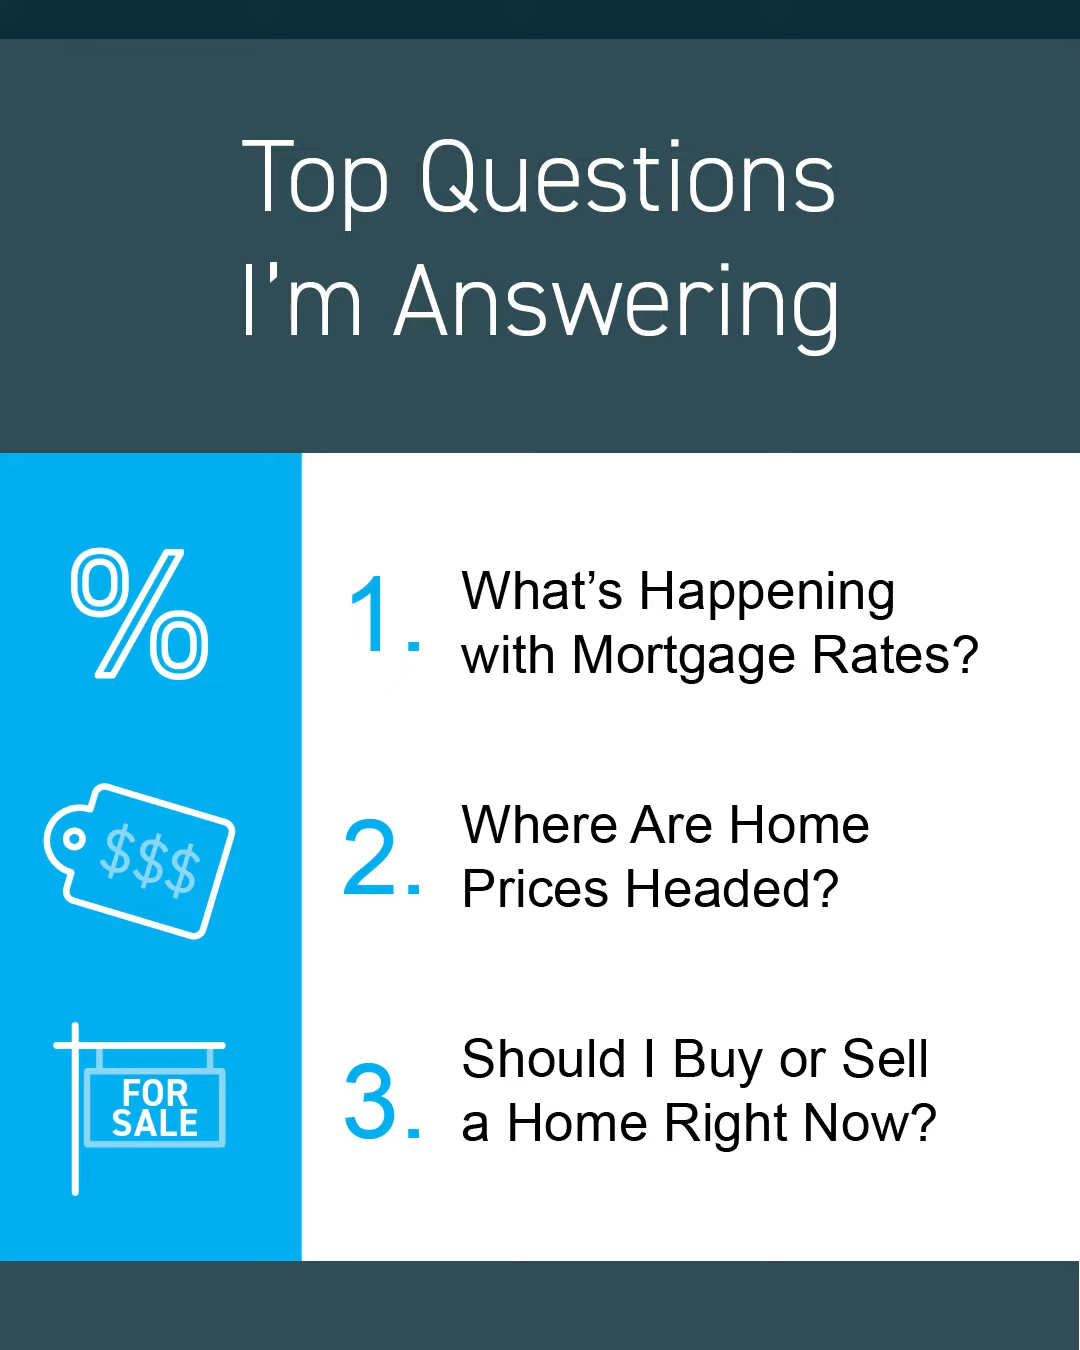 Top Questions
I’m Answering
%
1. What’s Happening
with Mortgage Rates?
$$$
2. Where Are Home
Prices Headed?
FOR
SALE
3. Should I Buy or Sell
a Home Right Now?